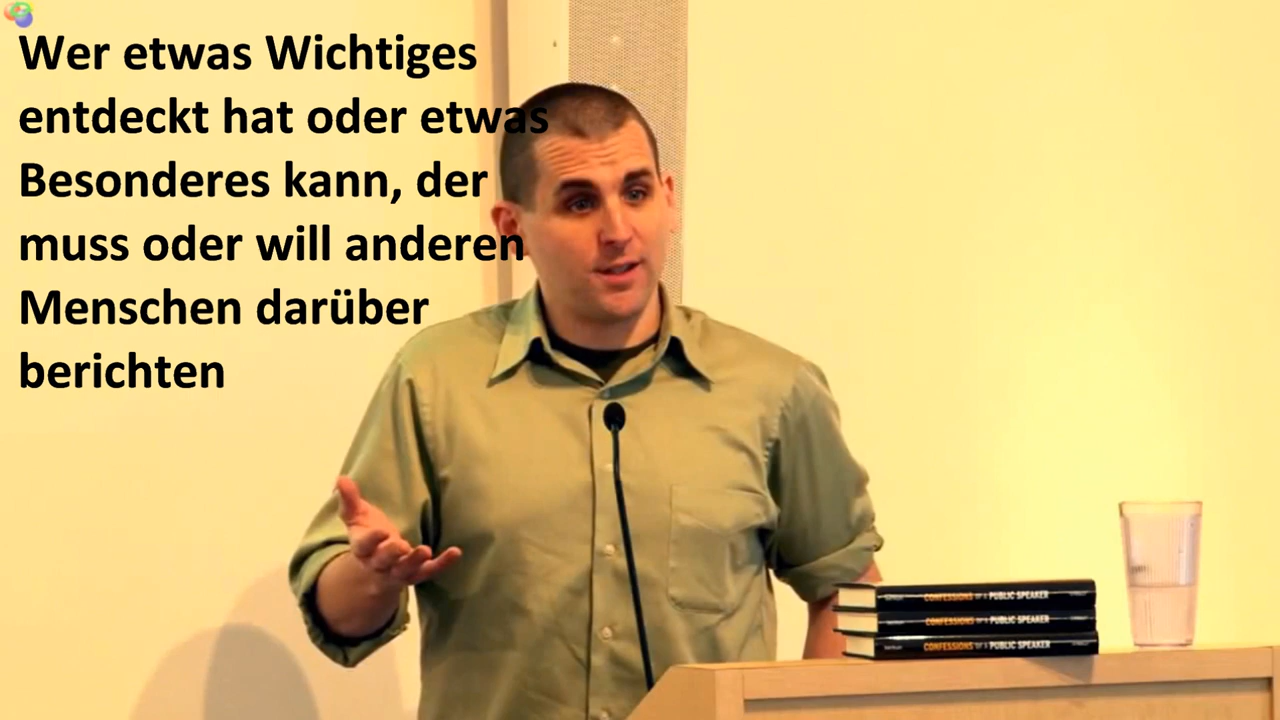 Wer etwas Wichtiges
entdeckt hat oder etwas
Besonderes kann, der
muss oder will anderen
Menschen darüber
berichten
CONFESSIONS OF A PUBLIC SPEAKER
CONFESSIONS OF A PUBLIC SPEAKER
CONFESSIONS OF A PUBLIC SPEAKER